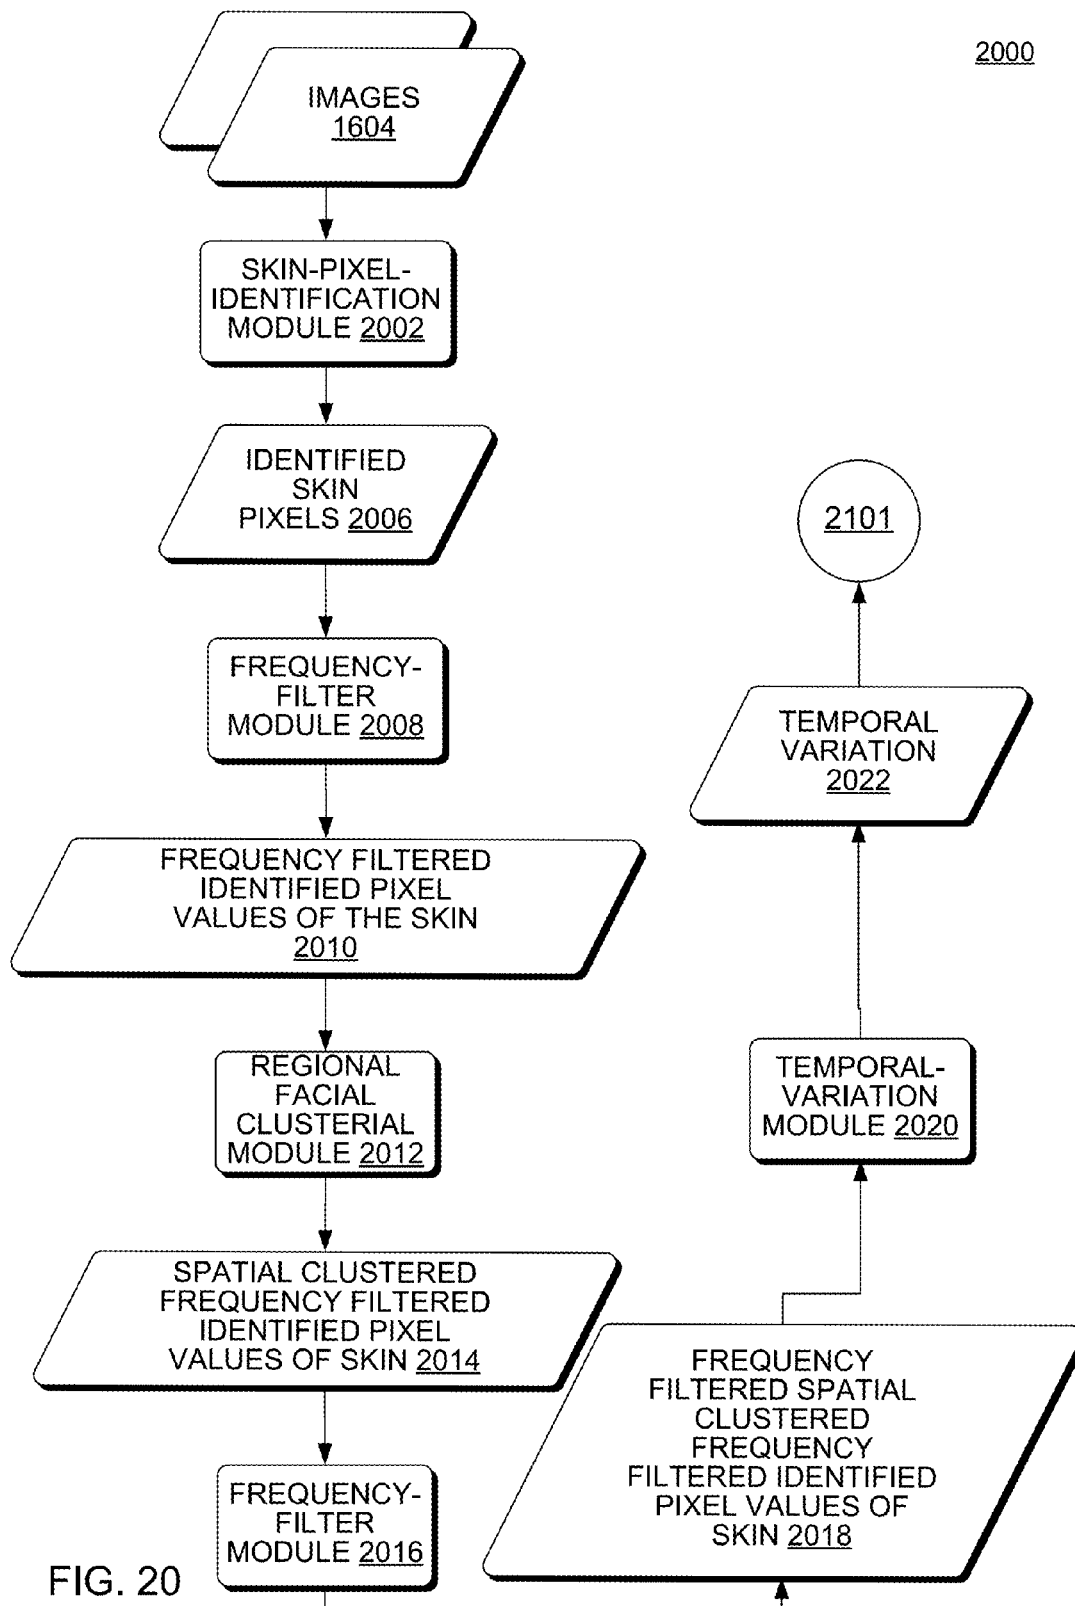 2000
IMAGES
1604
SKIN-PIXEL-
IDENTIFICATION
MODULE 2002
IDENTIFIED
SKIN
PIXELS 2006
FREQUENCY-
FILTER
MODULE 2008
FREQUENCY FILTERED
IDENTIFIED PIXEL
VALUES OF THE SKIN
2010
REGIONAL
FACIAL
CLUSTERIAL
MODULE 2012
SPATIAL CLUSTERED
FREQUENCY FILTERED
IDENTIFIED PIXEL
VALUES OF SKIN 2014
FREQUENCY-
FILTER
MODULE 2016
FREQUENCY
FILTERED SPATIAL
CLUSTERED
FREQUENCY
FILTERED IDENTIFIED
PIXEL VALUES OF
SKIN 2018
TEMPORAL-
VARIATION
MODULE 2020
TEMPORAL
VARIATION
2022
2101
FIG. 20